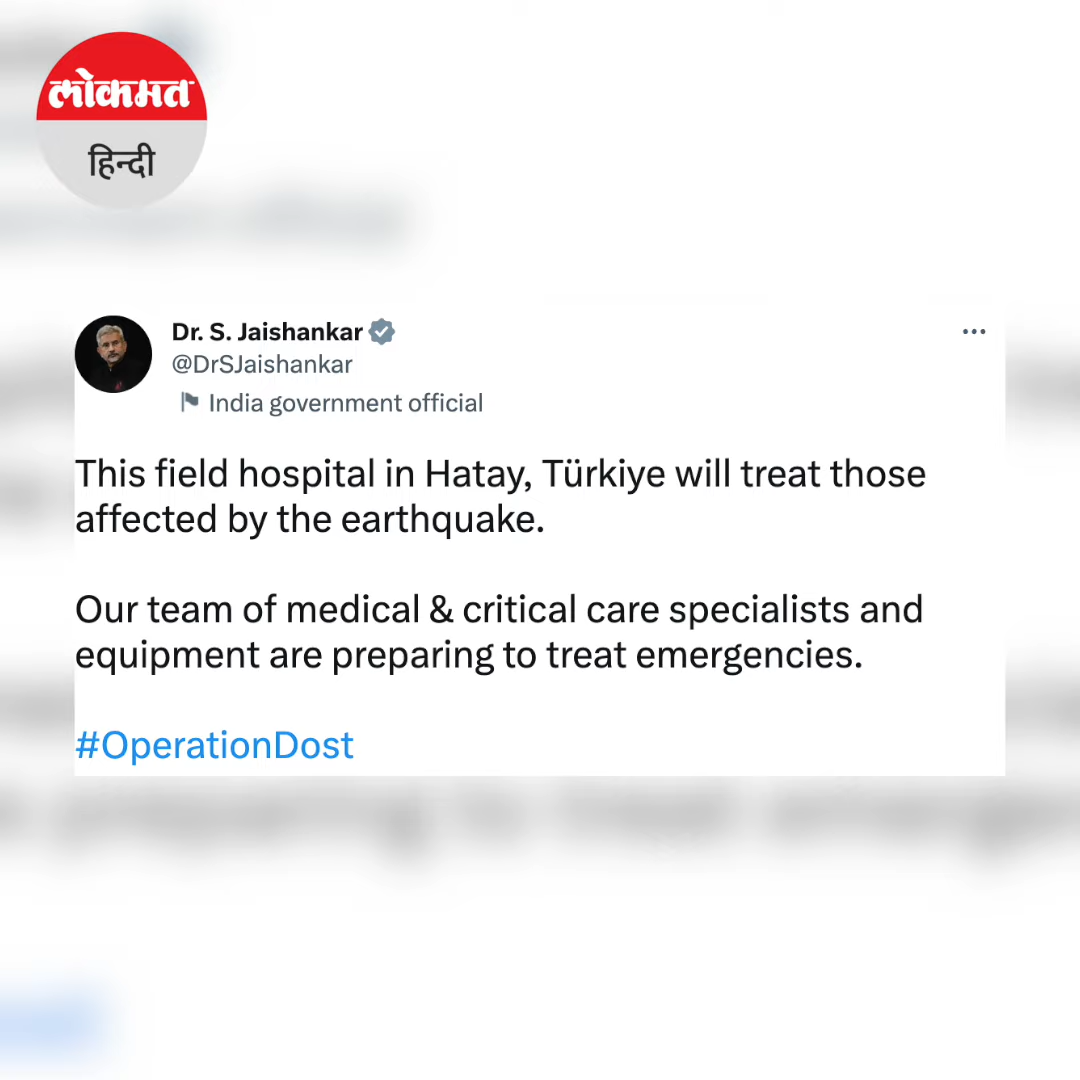 लोकमत
हिन्दी
Dr. S. Jaishankar
@DrSJaishankar
India government official
This field hospital in Hatay, Türkiye will treat those
affected by the earthquake.
Our team of medical & critical care specialists and
equipment are preparing to treat emergencies.
#OperationDost